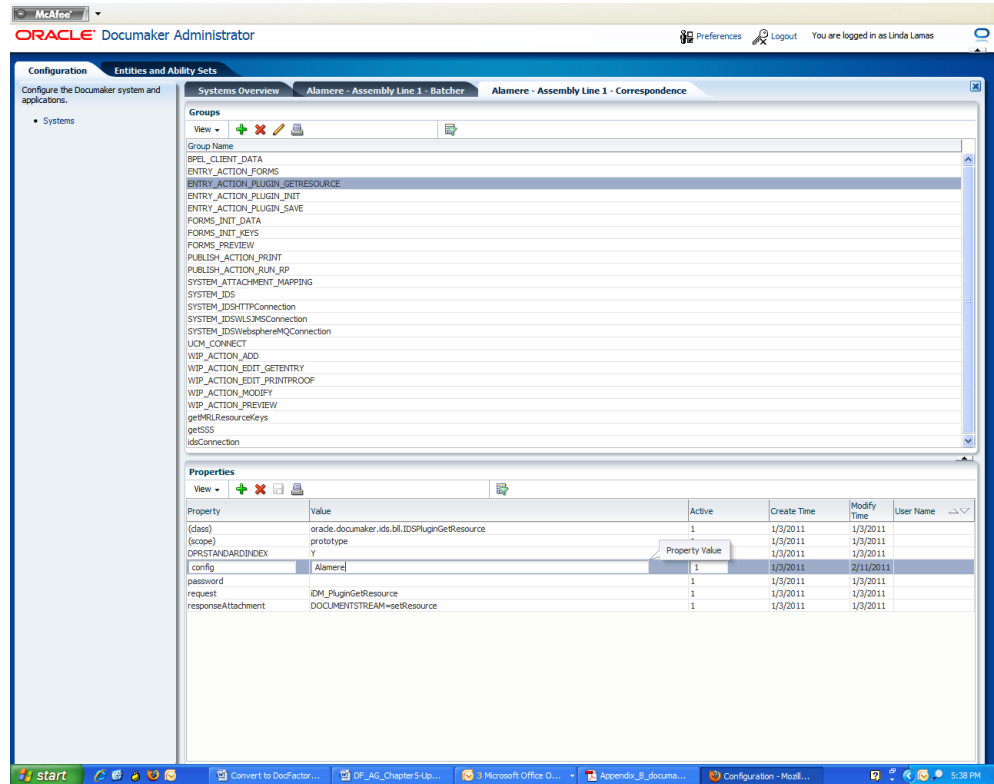 McAfee
ORACLE Documaker Administrator
Preferences Logout You are logged in as Linda Lamas
Configuration Entities and Ability Sets
Configure the Documaker system and
applications.
Systems
Systems Overview Alamere - Assembly Line 1 - Batcher Alamere - Assembly Line 1 - Correspondence
Groups
View
Group Name
BPEL_CLIENT_DATA
ENTRY_ACTION_FORMS
ENTRY_ACTION_PLUGIN_GETRESOURCE
ENTRY_ACTION_PLUGIN_INIT
ENTRY_ACTION_PLUGIN_SAVE
FORMS_INIT_DATA
FORMS_INIT_KEYS
FORMS_PREVIEW
PUBLISH_ACTION_PRINT
PUBLISH_ACTION_RUN_RP
SYSTEM_ATTACHMENT_MAPPING
SYSTEM_IDS
SYSTEM_IDSHTTPConnection
SYSTEM_IDSWLSJMSConnection
SYSTEM_IDSWebsphereMQConnection
UCM_CONNECT
WIP_ACTION_ADD
WIP_ACTION_EDIT_GETENTRY
WIP_ACTION_EDIT_PRINTPROOF
WIP_ACTION_MODIFY
WIP_ACTION_PREVIEW
getMRLResourceKeys
getSSS
idsConnection
Properties
View
Property Value Active Create Time Modify Time User Name
(class) oracle.documaker.ids.bll.IDSPluginGetResource 1 1/3/2011 1/3/2011
(scope) prototype 1 1/3/2011 1/3/2011
DPRSTANDARDINDEX Y 1/3/2011 1/3/2011
Property Value
config Alamere 1 1/3/2011 2/11/2011
password 1 1/3/2011 1/3/2011
request iDM_PluginGetResource 1 1/3/2011 1/3/2011
responseAttachment DOCUMENTSTREAM=setResource 1 1/3/2011 1/3/2011
start Convert to DocFactor... DF_AG_Chapter5-Up... 3 Microsoft Office O... Appendix_B_documa... Configuration - Mozill... 5:38 PM